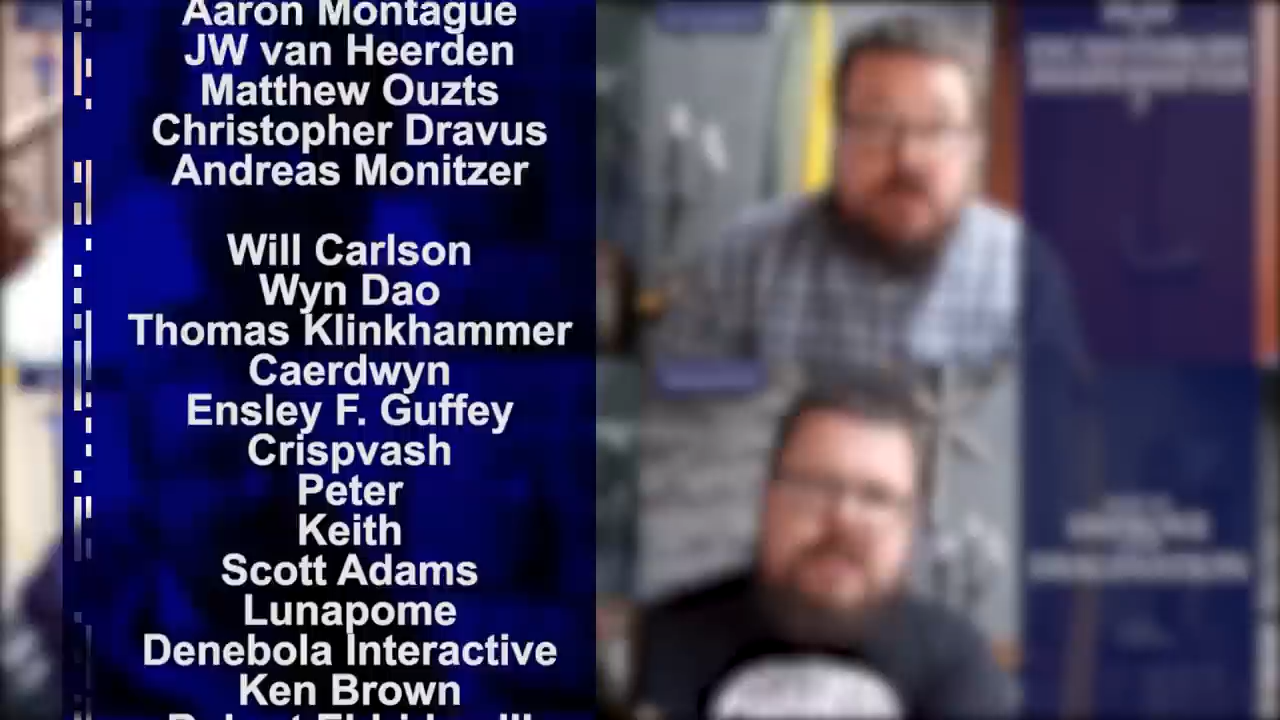 Aaron Montague
JW van Heerden
Matthew Ouzts
Christopher Dravus
Andreas Monitzer
Will Carlson
Wyn Dao
Thomas Klinkhammer
Caerdwyn
Ensley F. Guffey
Crispvash
Peter
Keith
Scott Adams
Lunapome
Denebola Interactive
Ken Brown